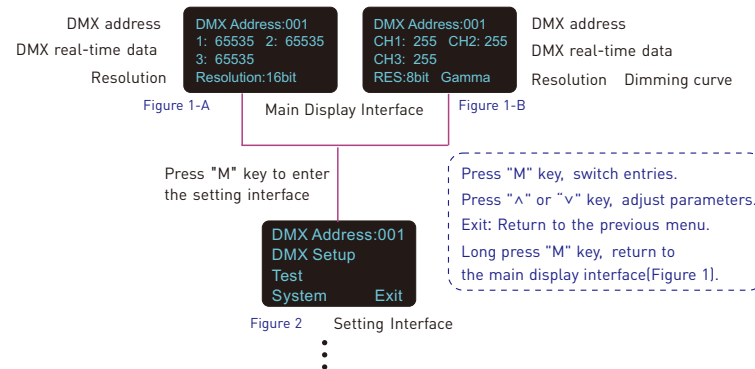 DMX address
DMX real-time data
Resolution
DMX Address:001
1: 65535 2: 65535
3: 65535
Resolution:16bit
DMX Address:001
CH1: 255 CH2: 255
CH3: 255
RES:8bit Gamma
DMX address
DMX real-time data
Resolution Dimming curve
Figure 1-A
Main Display Interface
Figure 1-B
Press "M" key to enter
the setting interface
Press "M" key, switch entries.
Press "∧" or "∨" key, adjust parameters.
Exit: Return to the previous menu.
Long press "M" key, return to
the main display interface(Figure 1).
DMX Address:001
DMX Setup
Test
System Exit
Figure 2 Setting Interface